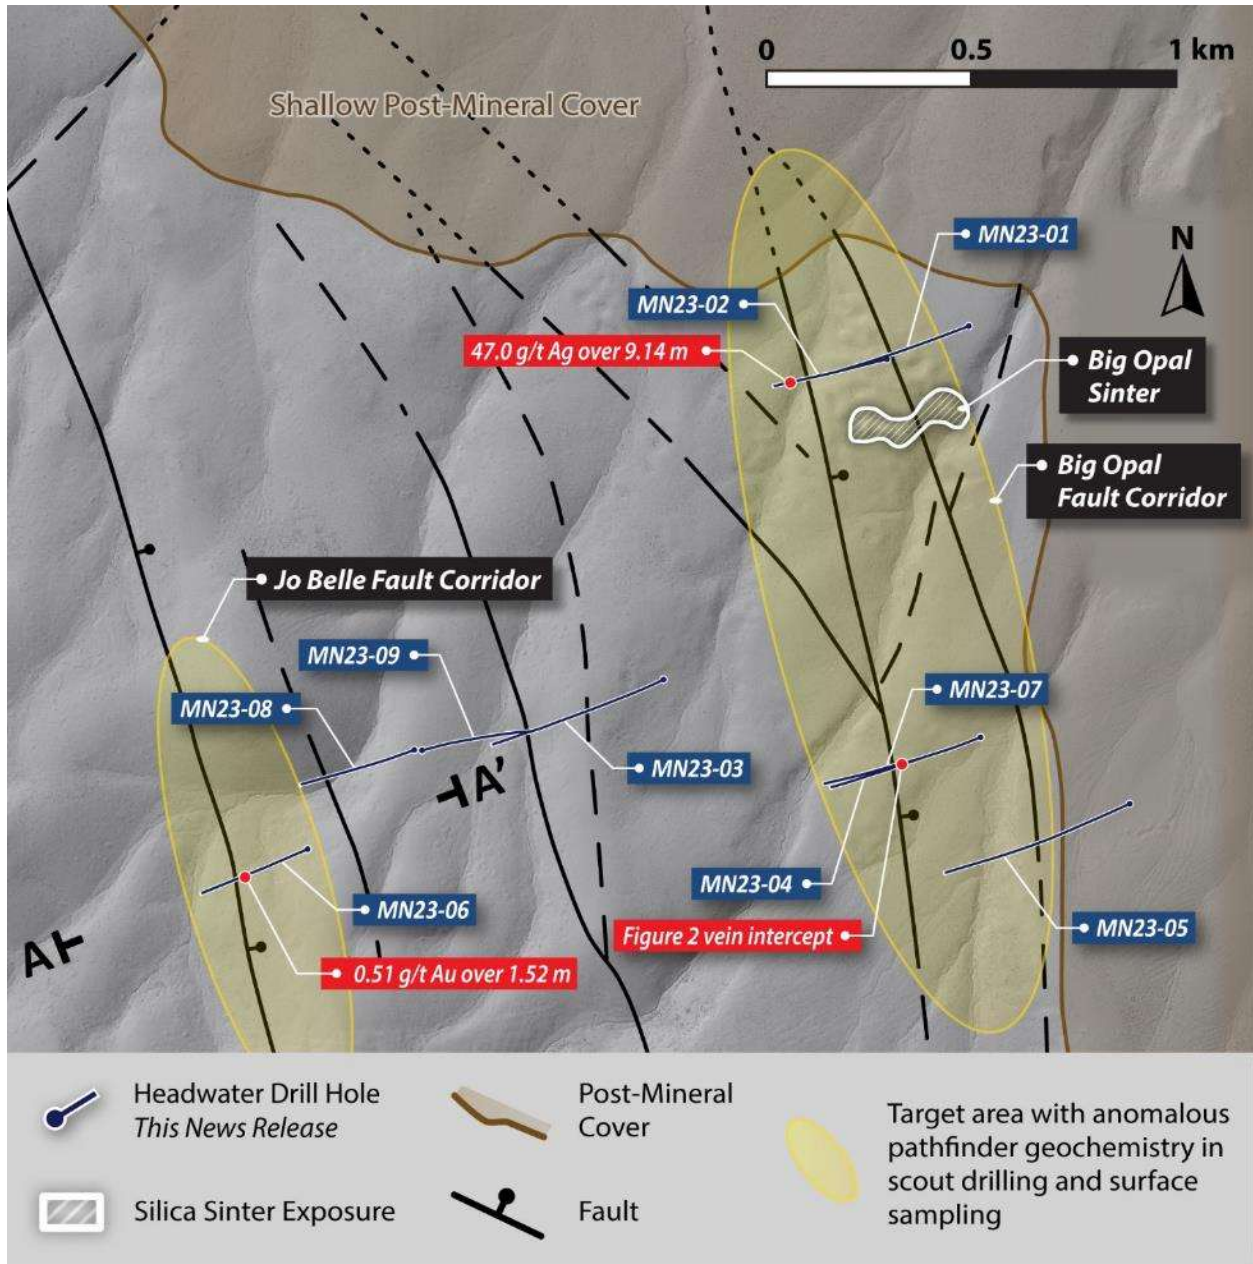 0 0.5 1 km
Shallow Post-Mineral Cover
N
MN23-01
MN23-02
47.0 g/t Ag over 9.14 m
Big Opal
Sinter
Big Opal
Fault Corridor
Jo Belle Fault Corridor
MN23-09
MN23-08
MN23-07
MN23-03
A'
MN23-04
MN23-06
MN23-05
Figure 2 vein intercept
A
0.51 g/t Au over 1.52 m
Headwater Drill Hole
This News Release
Post-Mineral
Cover
Target area with anomalous
pathfinder geochemistry in
scout drilling and surface
sampling
Silica Sinter Exposure
Fault